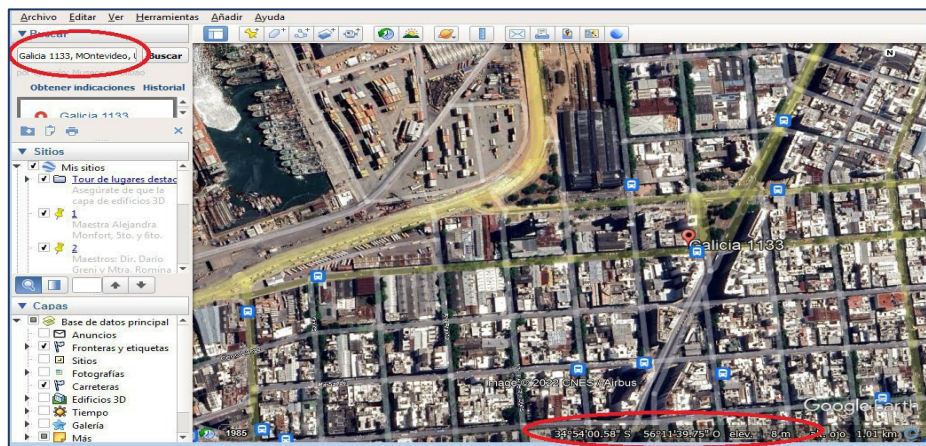 Archivo Editar Ver Herramientas Añadir Ayuda
Buscar
Galicia 1133, MOntevideo, U
Buscar
Obtener indicaciones Historial
Galicia 1133
Sitios
Mis sitios
Tour de lugares destac
Asegúrate de que la
capa de edificios 3D
1
Maestra Alejandra
Monfort, 5to. y 6to.
2
Maestros: Dir. Darío
Greni y Mtra. Romina
Capas
Base de datos principal
Anuncios
Fronteras y etiquetas
Sitios
Fotografías
Carreteras
Edificios 3D
Tiempo
Galería
Más
N
Galicia 1133
Image © 2022 CNES / Airbus
Google Earth
1985
34°54'00.58" S 56°11'39.75" O elev. 8 m alt. ojo 1.01 km